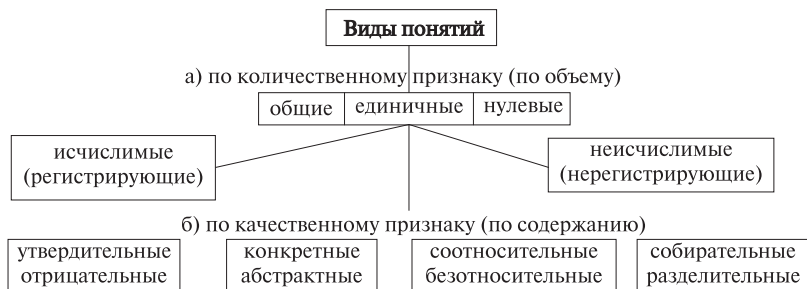 Виды понятий
а) по количественному признаку (по объему)
общие единичные нулевые
исчислимые
(регистрирующие)
неисчислимые
(нерегистрирующие)
б) по качественному признаку (по содержанию)
утвердительные
отрицательные
конкретные
абстрактные
соотносительные
безотносительные
собирательные
разделительные